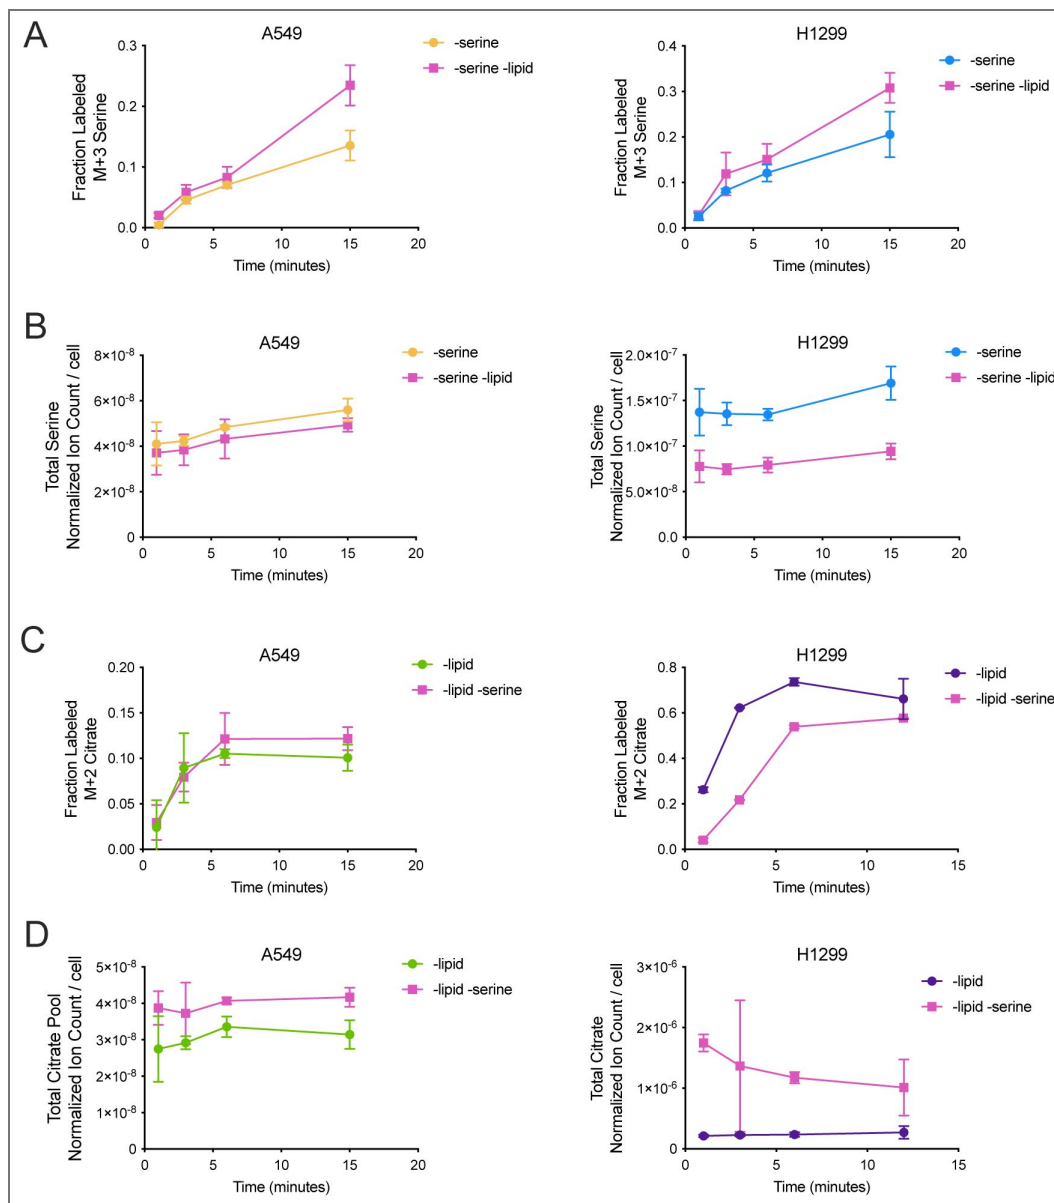 A
A549
Fraction Labeled
M+3 Serine
0.3
0.2
0.1
0.0
0 5 10 15 20
Time (minutes)
-serine
-serine -lipid
H1299
Fraction Labeled
M+3 Serine
0.4
0.3
0.2
0.1
0.0
0 5 10 15 20
Time (minutes)
-serine
-serine -lipid
B
A549
Total Serine
Normalized Ion Count / cell
8×10⁻⁸
6×10⁻⁸
4×10⁻⁸
2×10⁻⁸
0
0 5 10 15 20
Time (minutes)
-serine
-serine -lipid
H1299
Total Serine
Normalized Ion Count / cell
2.0×10⁻⁷
1.5×10⁻⁷
1.0×10⁻⁷
5.0×10⁻⁸
0
0 5 10 15 20
Time (minutes)
-serine
-serine -lipid
C
A549
Fraction Labeled
M+2 Citrate
0.20
0.15
0.10
0.05
0.00
0 5 10 15 20
Time (minutes)
-lipid
-lipid -serine
H1299
Fraction Labeled
M+2 Citrate
0.8
0.6
0.4
0.2
0.0
0 5 10 15
Time (minutes)
-lipid
-lipid -serine
D
A549
Total Citrate Pool
Normalized Ion Count / cell
5×10⁻⁸
4×10⁻⁸
3×10⁻⁸
2×10⁻⁸
1×10⁻⁸
0
0 5 10 15 20
Time (minutes)
-lipid
-lipid -serine
H1299
Total Citrate
Normalized Ion Count / cell
3×10⁻⁶
2×10⁻⁶
1×10⁻⁶
0
0 5 10 15
Time (minutes)
-lipid
-lipid -serine